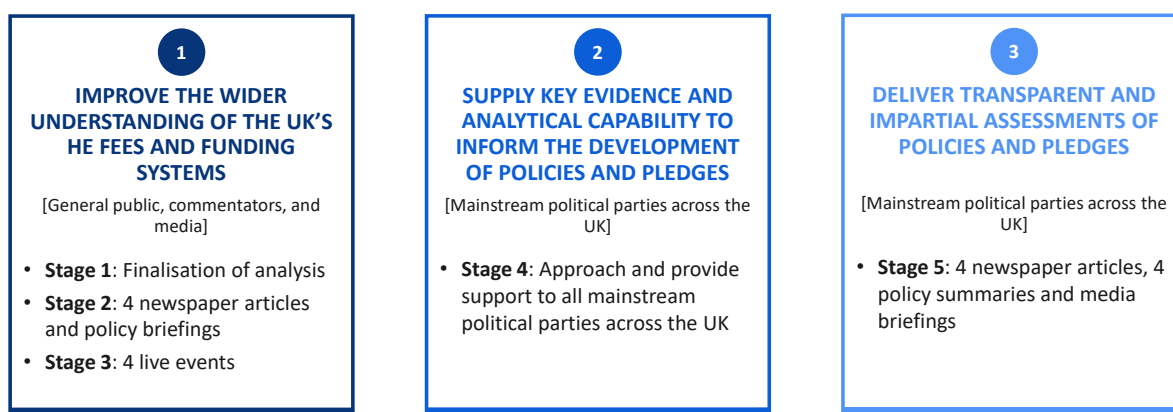 1
IMPROVE THE WIDER
UNDERSTANDING OF THE UK'S
HE FEES AND FUNDING
SYSTEMS
[General public, commentators, and
media]
• Stage 1: Finalisation of analysis
• Stage 2: 4 newspaper articles
and policy briefings
• Stage 3: 4 live events
2
SUPPLY KEY EVIDENCE AND
ANALYTICAL CAPABILITY TO
INFORM THE DEVELOPMENT
OF POLICIES AND PLEDGES
[Mainstream political parties across the
UK]
• Stage 4: Approach and provide
support to all mainstream
political parties across the UK
3
DELIVER TRANSPARENT AND
IMPARTIAL ASSESSMENTS OF
POLICIES AND PLEDGES
[Mainstream political parties across the
UK]
• Stage 5: 4 newspaper articles, 4
policy summaries and media
briefings